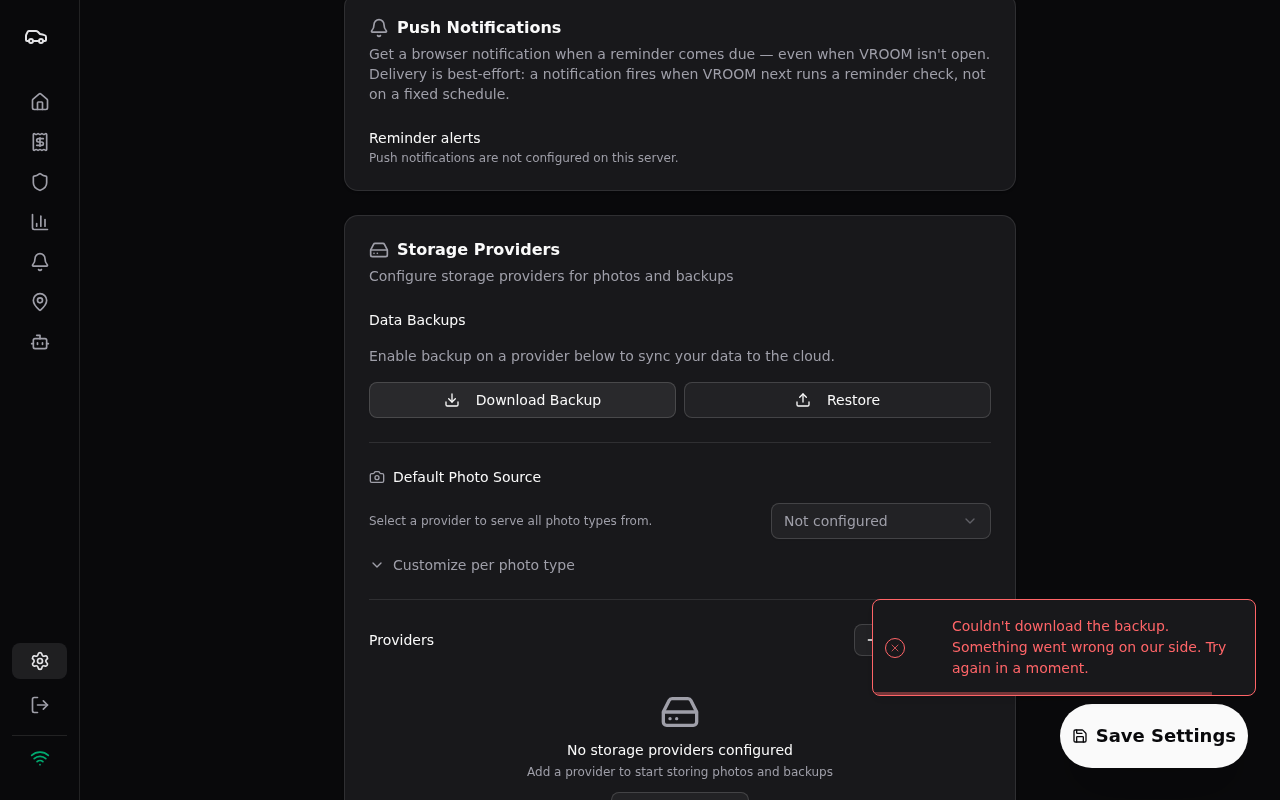 Push Notifications
Get a browser notification when a reminder comes due — even when VROOM isn't open.
Delivery is best-effort: a notification fires when VROOM next runs a reminder check, not
on a fixed schedule.
Reminder alerts
Push notifications are not configured on this server.
Storage Providers
Configure storage providers for photos and backups
Data Backups
Enable backup on a provider below to sync your data to the cloud.
Download Backup
Restore
Default Photo Source
Select a provider to serve all photo types from.
Not configured
Customize per photo type
Providers
Couldn't download the backup.
Something went wrong on our side. Try
again in a moment.
No storage providers configured
Add a provider to start storing photos and backups
Save Settings